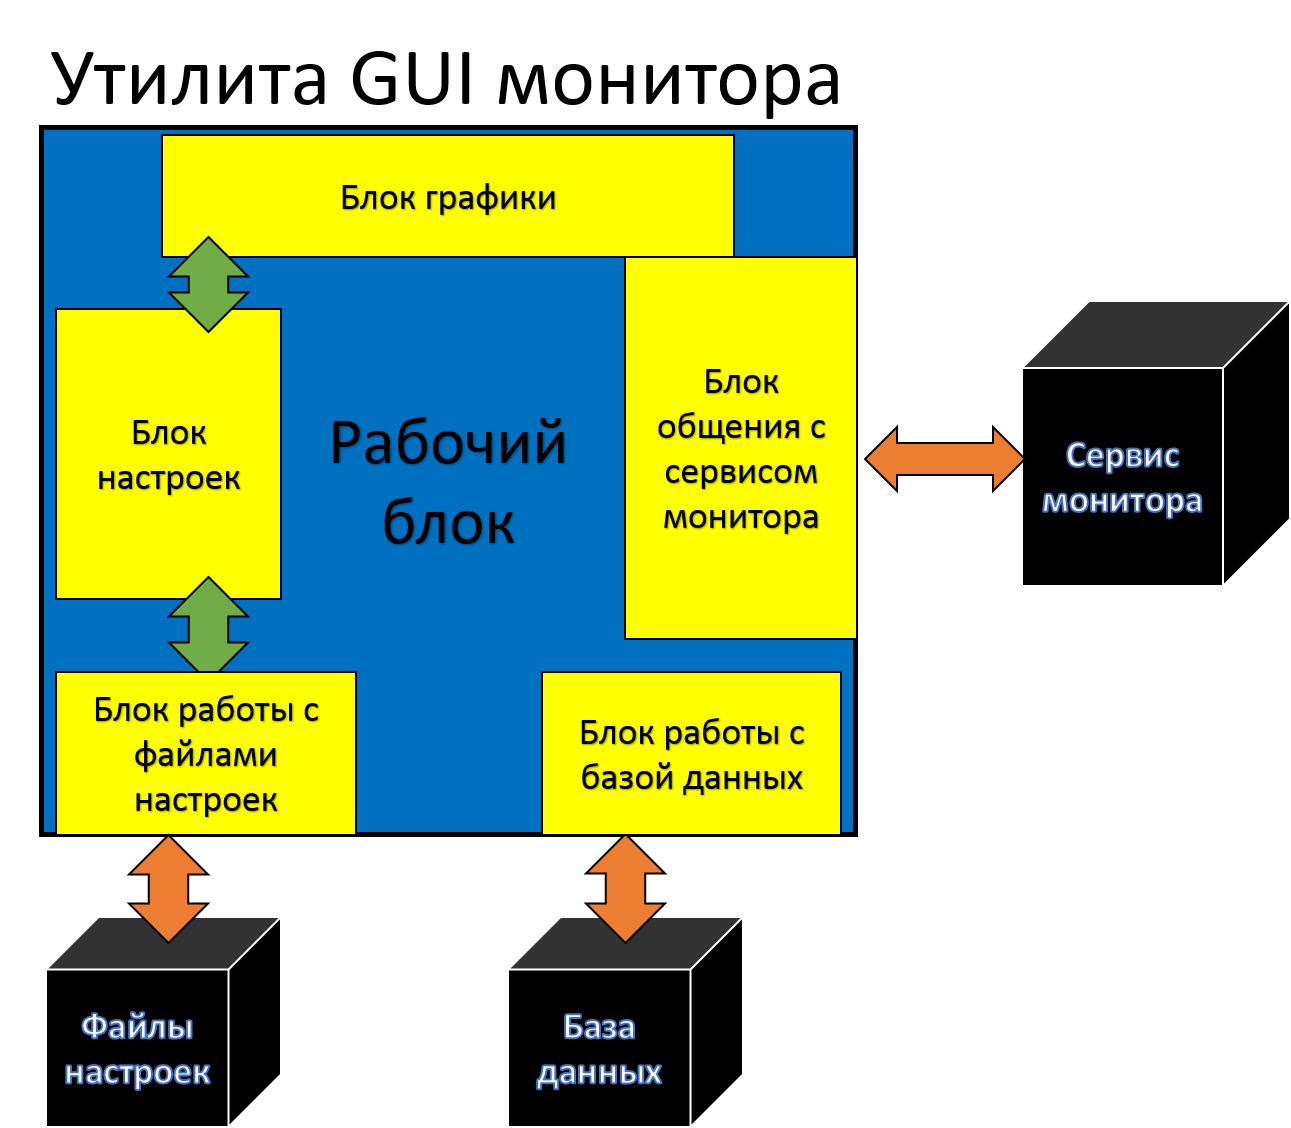 Утилита GUI монитора
Блок графики
Блок
настроек
Рабочий
блок
Блок
общения с
сервисом
монитора
Сервис
монитора
Блок работы с
файлами
настроек
Блок работы с
базой данных
Файлы
настроек
База
данных